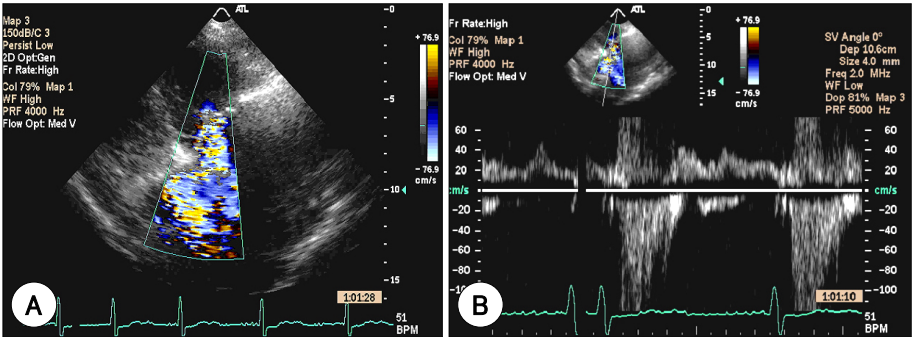 ATL
Map 3
150dB/C 3
Persist Low
2D Opt:Gen
Fr Rate:High
Col 79% Map 1
WF High
PRF 4000 Hz
Flow Opt: Med V
0
5
10
15
+ 76.9
- 76.9
cm/s
1:01:28
51
BPM
A
ATL
Fr Rate:High
Col 79% Map 1
WF High
PRF 4000 Hz
Flow Opt: Med V
0
5
10
15
+ 76.9
- 76.9
cm/s
SV Angle 0°
Dep 10.6cm
Size 4.0 mm
Freq 2.0 MHz
WF Low
Dop 81% Map 3
PRF 5000 Hz
60 60
40 40
20 20
cm/s cm/s
-20 -20
-40 -40
-60 -60
-80 -80
-100 -100
1:01:10
51
BPM
B